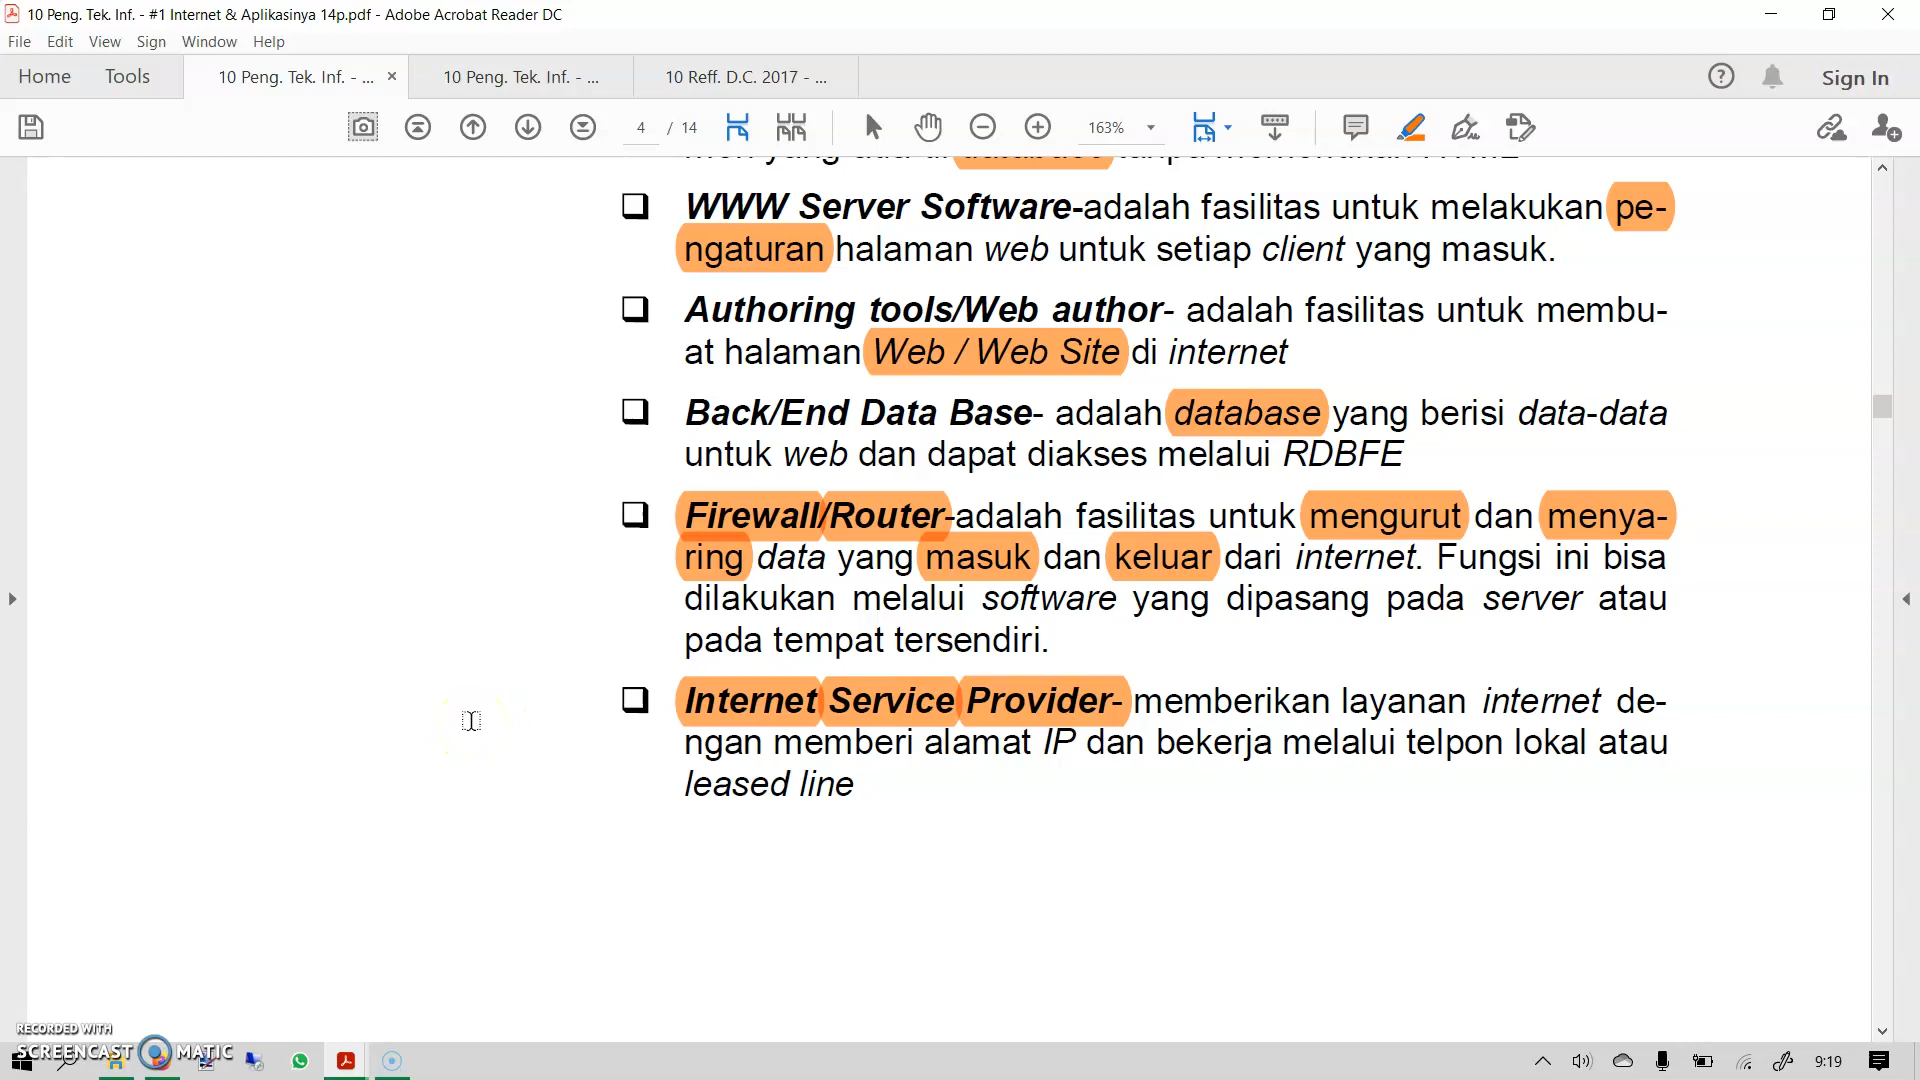 10 Peng. Tek. Inf. - #1 Internet & Aplikasinya 14p.pdf - Adobe Acrobat Reader DC
File Edit View Sign Window Help
Home Tools 10 Peng. Tek. Inf. - ... × 10 Peng. Tek. Inf. - ... 10 Reff. D.C. 2017 - ... Sign In
4 / 14 163%
WWW Server Software-adalah fasilitas untuk melakukan pe-
ngaturan halaman web untuk setiap client yang masuk.
Authoring tools/Web author- adalah fasilitas untuk membu-
at halaman Web / Web Site di internet
Back/End Data Base- adalah database yang berisi data-data
untuk web dan dapat diakses melalui RDBFE
Firewall/Router-adalah fasilitas untuk mengurut dan menya-
ring data yang masuk dan keluar dari internet. Fungsi ini bisa
dilakukan melalui software yang dipasang pada server atau
pada tempat tersendiri.
Internet Service Provider- memberikan layanan internet de-
ngan memberi alamat IP dan bekerja melalui telpon lokal atau
leased line
RECORDED WITH
SCREENCAST MATIC
9:19